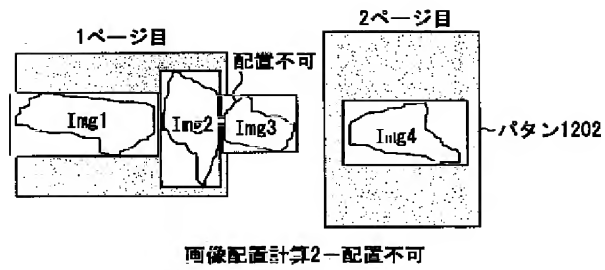 1ページ目
2ページ目
配置不可
Img1
Img2
Img3
Img4
パタン1202
画像配置計算2－配置不可